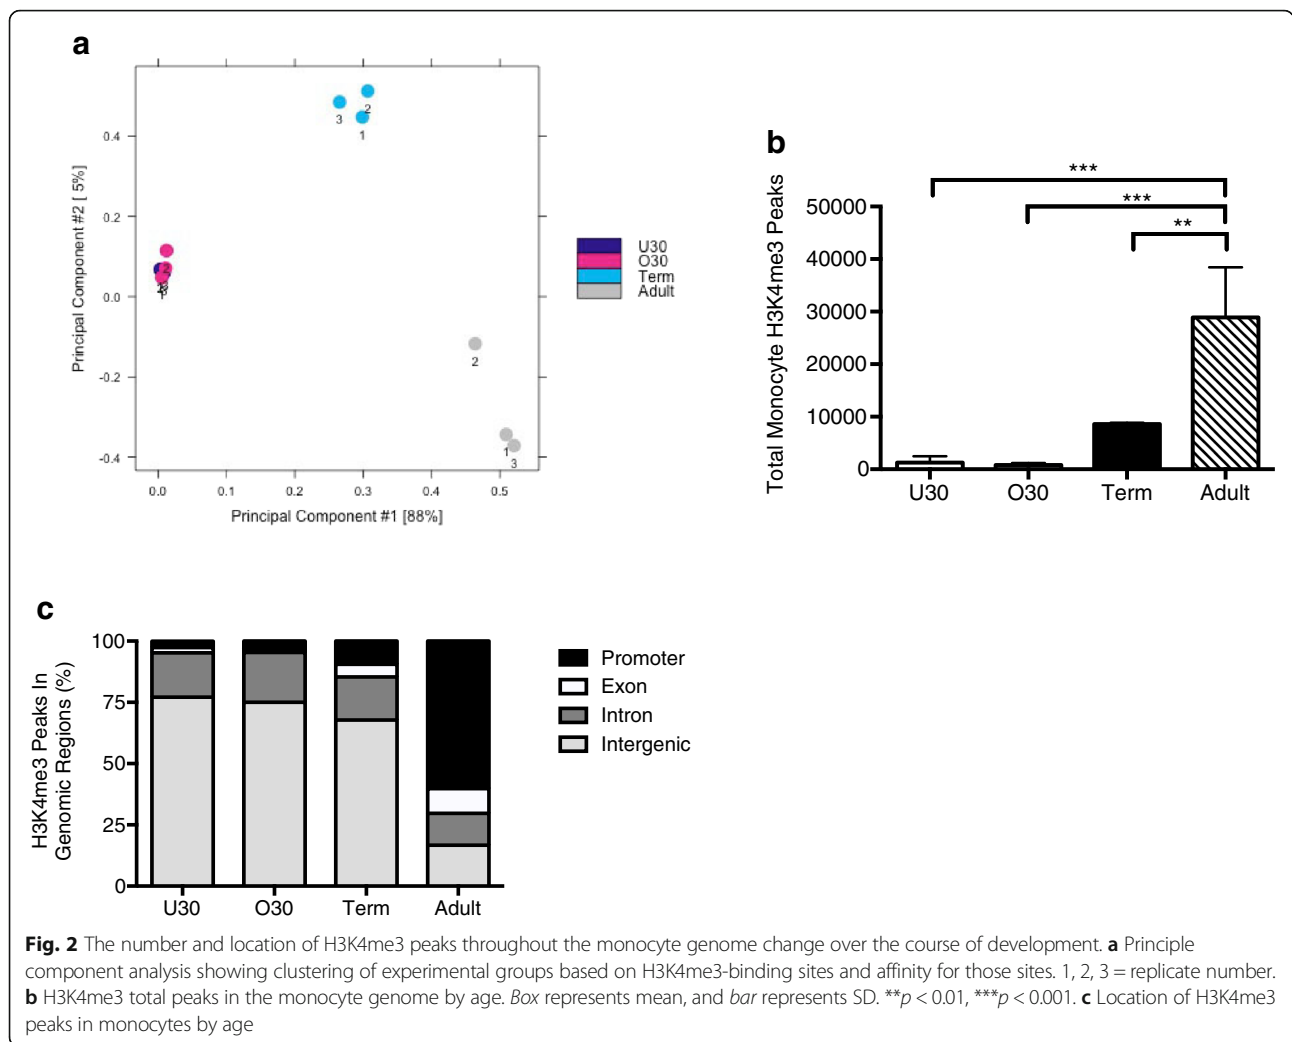 a
0.4
0.2
0.0
-0.2
-0.4
Principal Component #2 [ 5%]
3
2
1
2
1
3
2
1
3
0.0 0.1 0.2 0.3 0.4 0.5
Principal Component #1 [88%]
U30
O30
Term
Adult
b
***
***
**
Total Monocyte H3K4me3 Peaks
50000
40000
30000
20000
10000
0
U30 O30 Term Adult
c
H3K4me3 Peaks In
Genomic Regions (%)
100
75
50
25
0
U30 O30 Term Adult
Promoter
Exon
Intron
Intergenic
Fig. 2 The number and location of H3K4me3 peaks throughout the monocyte genome change over the course of development. a Principle
component analysis showing clustering of experimental groups based on H3K4me3-binding sites and affinity for those sites. 1, 2, 3 = replicate number.
b H3K4me3 total peaks in the monocyte genome by age. Box represents mean, and bar represents SD. **p < 0.01, ***p < 0.001. c Location of H3K4me3
peaks in monocytes by age